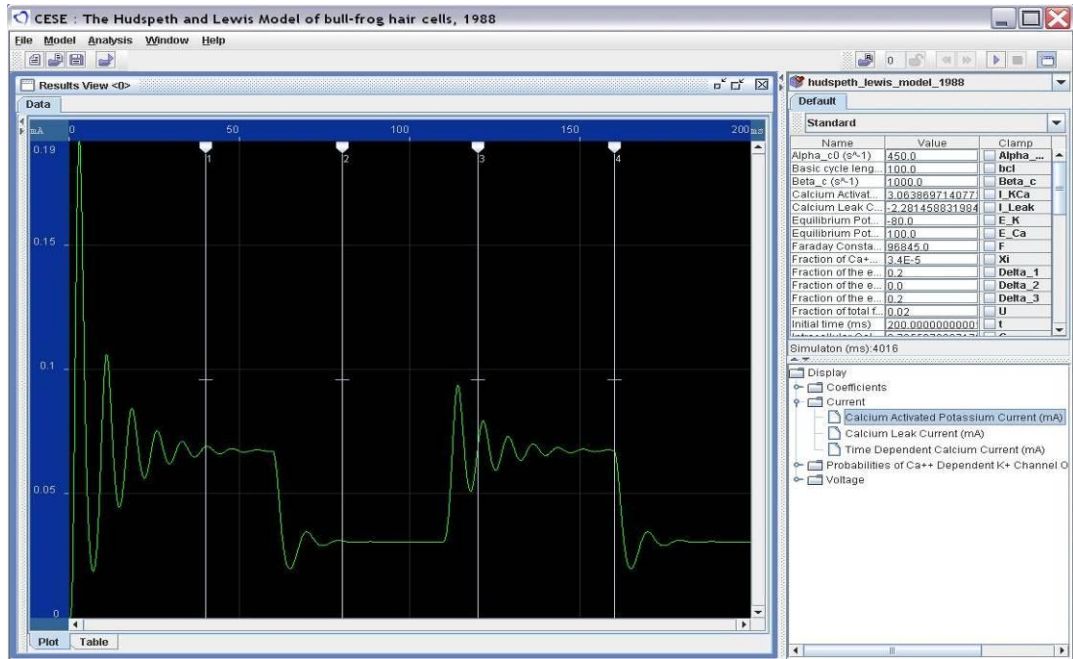 CESE : The Hudspeth and Lewis Model of bull-frog hair cells, 1988
File Model Analysis Window Help
0
Results View <0>
Data
mA 0 50 100 150 200 ms
1 2 3 4
0.19
0.15
0.1
0.05
0
Plot Table
hudspeth_lewis_model_1988
Default
Standard
Name Value Clamp
Alpha_c0 (s^-1) 450.0 Alpha_...
Basic cycle leng... 100.0 bcl
Beta_c (s^-1) 1000.0 Beta_c
Calcium Activat... 3.063869714077 I_KCa
Calcium Leak C... -2.281458831984 I_Leak
Equilibrium Pot... -80.0 E_K
Equilibrium Pot... 100.0 E_Ca
Faraday Consta... 96845.0 F
Fraction of Ca+... 3.4E-5 Xi
Fraction of the e... 0.2 Delta_1
Fraction of the e... 0.0 Delta_2
Fraction of the e... 0.2 Delta_3
Fraction of total f... 0.02 U
Initial time (ms) 200.0000000000 t
Simulaton (ms):4016
Display
Coefficients
Current
Calcium Activated Potassium Current (mA)
Calcium Leak Current (mA)
Time Dependent Calcium Current (mA)
Probabilities of Ca++ Dependent K+ Channel O
Voltage